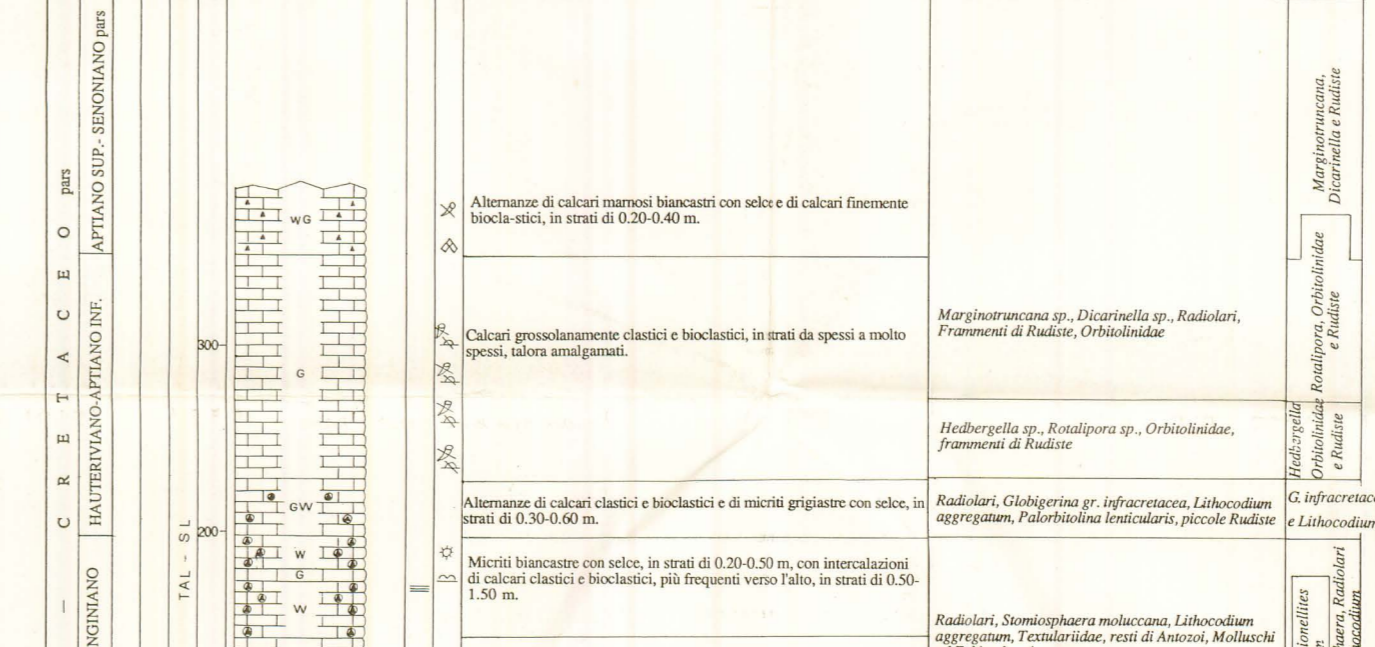 CRETACEO pars
APTIANO SUP.- SENONIANO pars
HAUTERIVIANO-APTIANO INF.
NGINIANO
TAL - SL
300
200
WG
G
GW
W
G
W
Alternanze di calcari marnosi biancastri con selce e di calcari finemente
biocla-stici, in strati di 0.20-0.40 m.
Calcari grossolanamente clastici e bioclastici, in strati da spessi a molto
spessi, talora amalgamati.
Alternanze di calcari clastici e bioclastici e di micriti grigiastre con selce, in
strati di 0.30-0.60 m.
Micriti biancastre con selce, in strati di 0.20-0.50 m, con intercalazioni
di calcari clastici e bioclastici, più frequenti verso l'alto, in strati di 0.50-
1.50 m.
Marginotruncana sp., Dicarinella sp., Radiolari,
Frammenti di Rudiste, Orbitolinidae
Hedbergella sp., Rotalipora sp., Orbitolinidae,
frammenti di Rudiste
Radiolari, Globigerina gr. infracretacea, Lithocodium
aggregatum, Palorbitolina lenticularis, piccole Rudiste
Radiolari, Stomiosphaera moluccana, Lithocodium
aggregatum, Textulariidae, resti di Antozoi, Molluschi
Marginotruncana,
Dicarinella e Rudiste
Rotalipora, Orbitolinidae
e Rudiste
Hedbergella
Orbitolinidae
e Rudiste
G. infracretac
e Lithocodium
ionellites
haera, Radiolari
hocodium